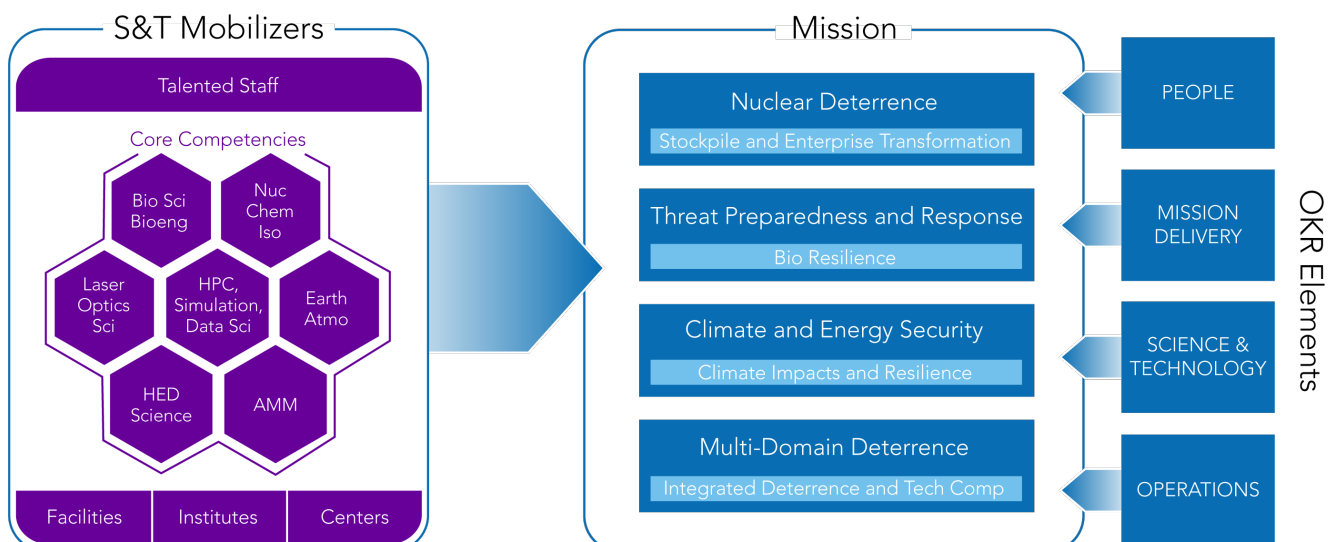 S&T Mobilizers
Talented Staff
Core Competencies
Bio Sci
Bioeng
Nuc
Chem
Iso
Laser
Optics
Sci
HPC,
Simulation,
Data Sci
Earth
Atmo
HED
Science
AMM
Facilities
Institutes
Centers
Mission
Nuclear Deterrence
Stockpile and Enterprise Transformation
Threat Preparedness and Response
Bio Resilience
Climate and Energy Security
Climate Impacts and Resilience
Multi-Domain Deterrence
Integrated Deterrence and Tech Comp
PEOPLE
MISSION
DELIVERY
SCIENCE &
TECHNOLOGY
OPERATIONS
OKR Elements